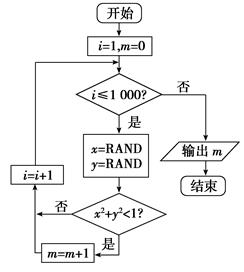 开始
i=1,m=0
i≤1 000?
否
是
x=RAND
y=RAND
输出 m
i=i+1
结束
x²+y²<1?
否
是
m=m+1